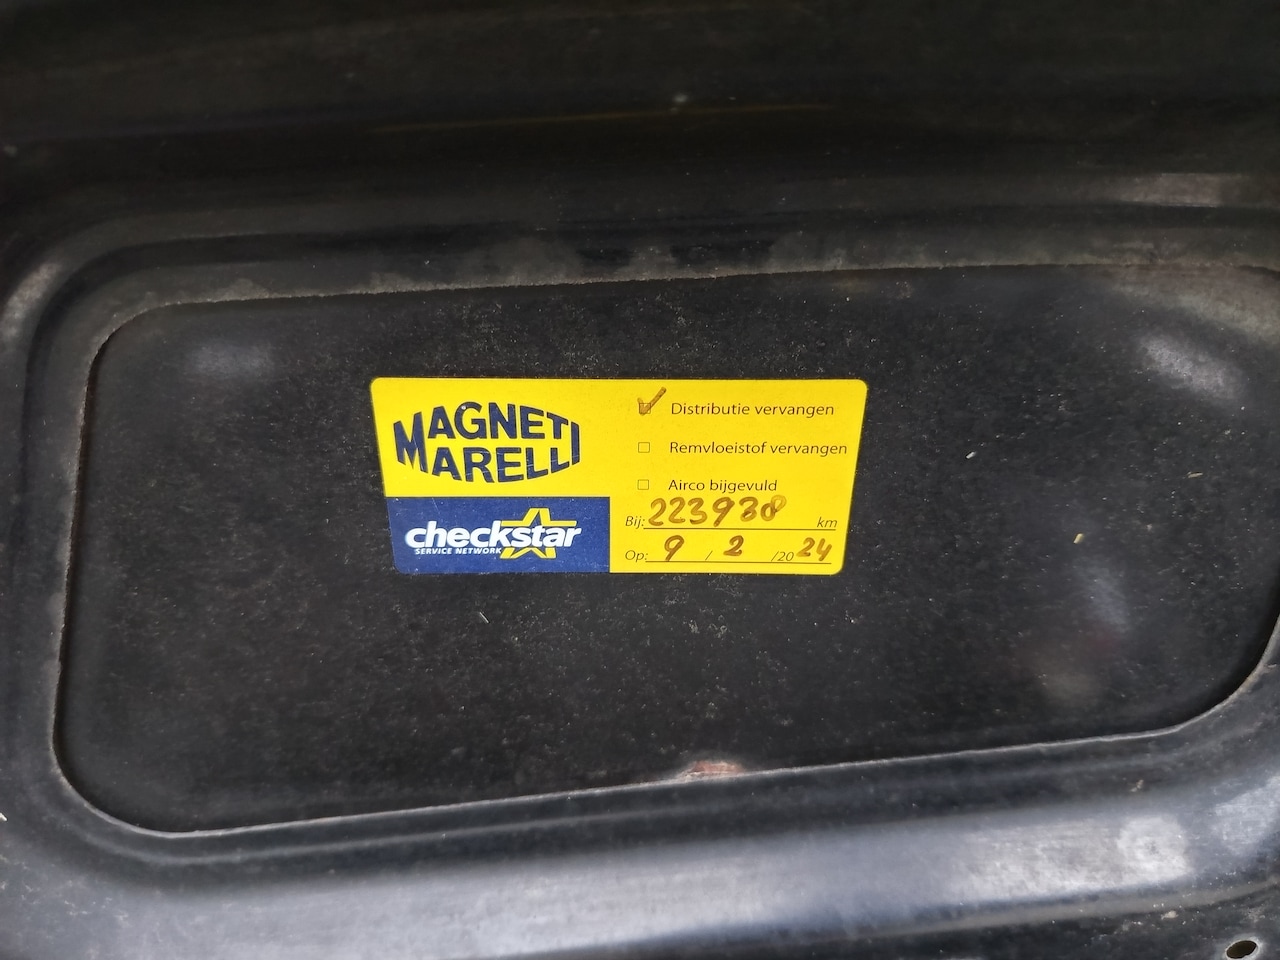 MAGNETI
MARELLI
checkstar
SERVICE NETWORK
Distributie vervangen
Remvloeistof vervangen
Airco bijgevuld
Bij: 223930 km
Op: 9 / 2 /2024